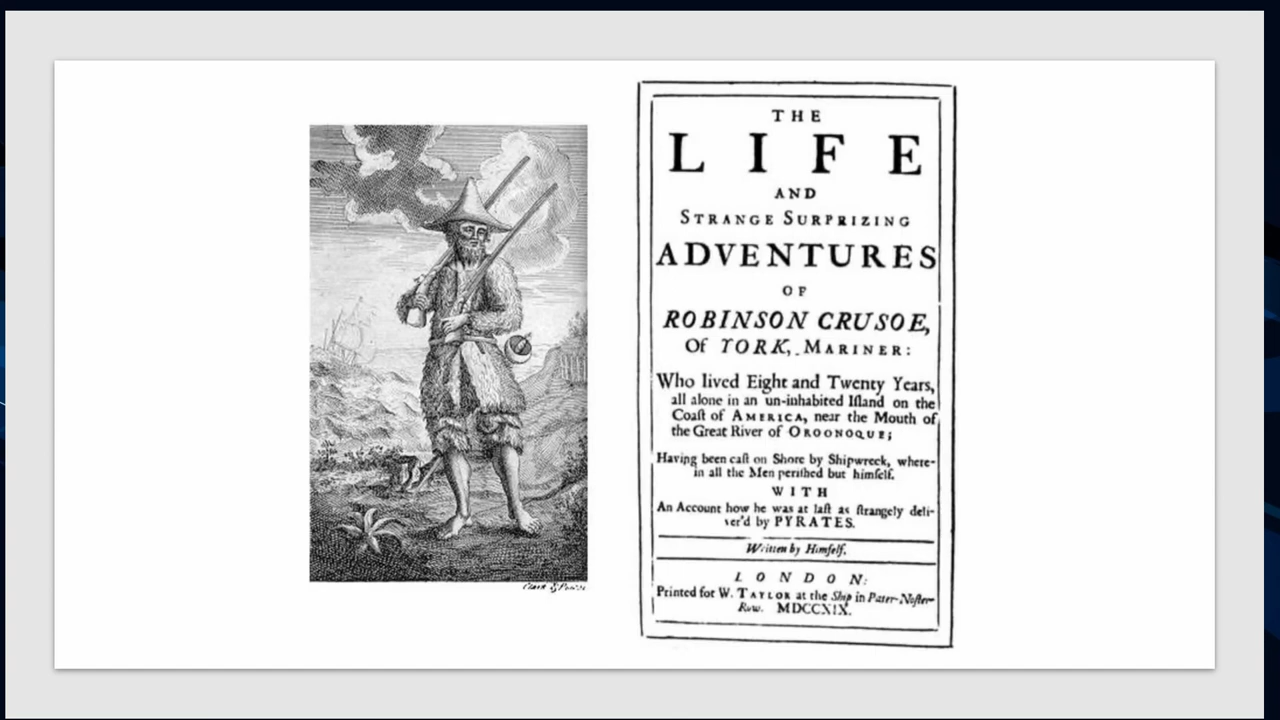 THE
LIFE
AND
STRANGE SURPRIZING
ADVENTURES
OF
ROBINSON CRUSOE,
Of YORK, MARINER:
Who lived Eight and Twenty Years,
all alone in an un-inhabited Iſland on the
Coaſt of AMERICA, near the Mouth of
the Great River of OROONOQUE;
Having been caſt on Shore by Shipwreck, where-
in all the Men periſhed but himſelf.
WITH
An Account how he was at laſt as ſtrangely deli-
ver'd by PYRATES.
Written by Himſelf.
LONDON:
Printed for W. TAYLOR at the Ship in Pater-Noſter-
Row. MDCCXIX.